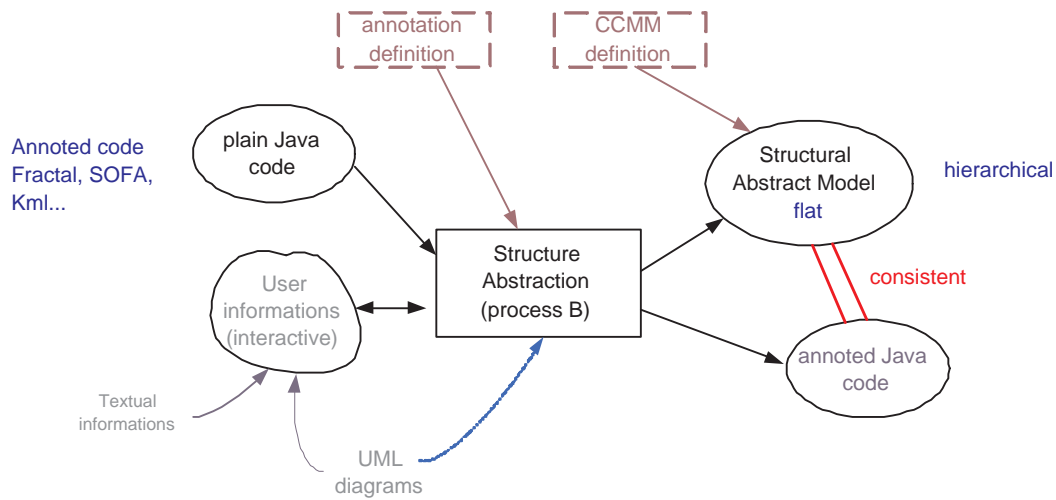 annotation
definition
CCMM
definition
Annoted code
Fractal, SOFA,
Kml...
plain Java
code
Structural
Abstract Model
flat
hierarchical
Structure
Abstraction
(process B)
User
informations
(interactive)
consistent
annoted Java
code
Textual
informations
UML
diagrams